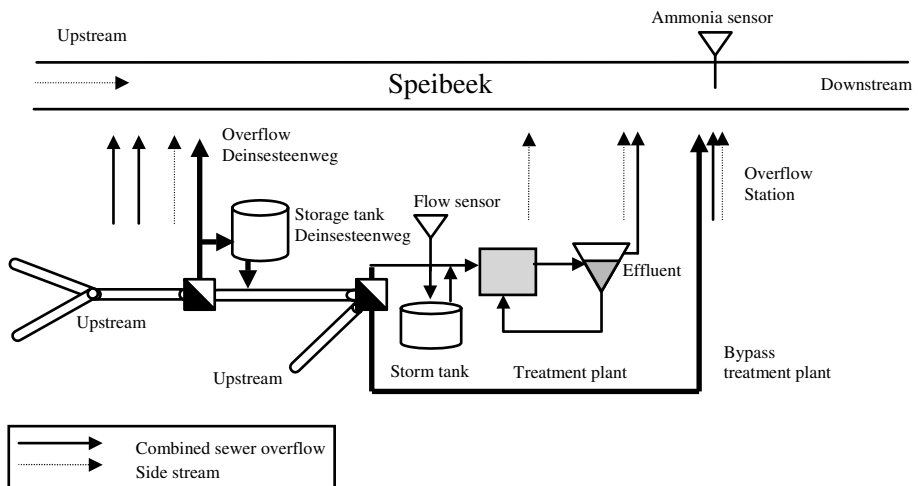 Ammonia sensor
Upstream
Speibeek
Downstream
Overflow
Deinsesteenweg
Overflow
Station
Flow sensor
Storage tank
Deinsesteenweg
Effluent
Upstream
Upstream
Storm tank
Treatment plant
Bypass
treatment plant
Combined sewer overflow
Side stream